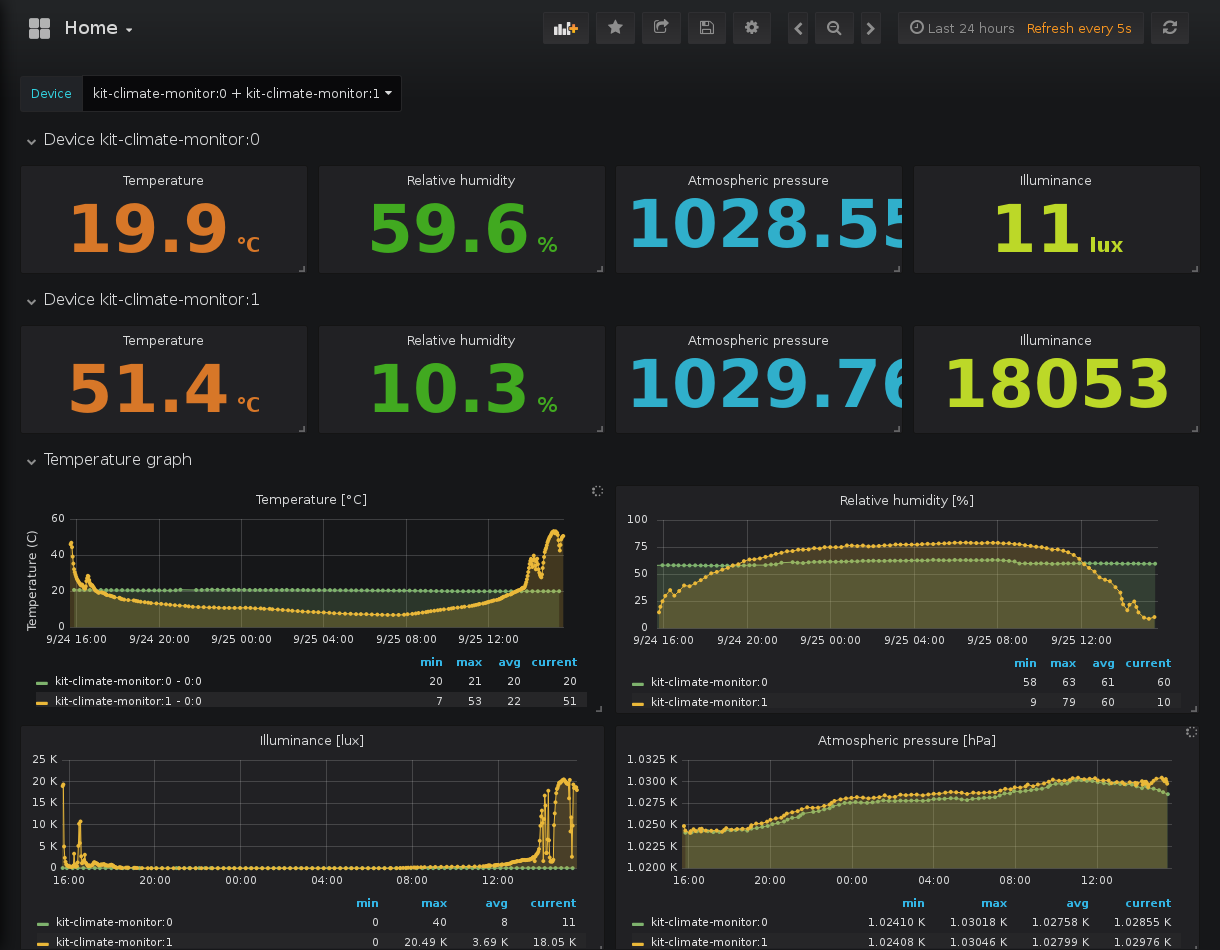 Home
Last 24 hours Refresh every 5s
Device kit-climate-monitor:0 + kit-climate-monitor:1
Device kit-climate-monitor:0
Temperature Relative humidity Atmospheric pressure Illuminance
19.9 °C 59.6 % 1028.55 11 lux
Device kit-climate-monitor:1
Temperature Relative humidity Atmospheric pressure Illuminance
51.4 °C 10.3 % 1029.76 18053
Temperature graph
Temperature [°C]
Temperature (C)
60
40
20
0
9/24 16:00 9/24 20:00 9/25 00:00 9/25 04:00 9/25 08:00 9/25 12:00
min max avg current
kit-climate-monitor:0 - 0:0 20 21 20 20
kit-climate-monitor:1 - 0:0 7 53 22 51
Relative humidity [%]
100
75
50
25
0
9/24 16:00 9/24 20:00 9/25 00:00 9/25 04:00 9/25 08:00 9/25 12:00
min max avg current
kit-climate-monitor:0 58 63 61 60
kit-climate-monitor:1 9 79 60 10
Illuminance [lux]
25 K
20 K
15 K
10 K
5 K
0
16:00 20:00 00:00 04:00 08:00 12:00
min max avg current
kit-climate-monitor:0 0 40 8 11
kit-climate-monitor:1 0 20.49 K 3.69 K 18.05 K
Atmospheric pressure [hPa]
1.0325 K
1.0300 K
1.0275 K
1.0250 K
1.0225 K
1.0200 K
16:00 20:00 00:00 04:00 08:00 12:00
min max avg current
kit-climate-monitor:0 1.02410 K 1.03018 K 1.02758 K 1.02855 K
kit-climate-monitor:1 1.02408 K 1.03046 K 1.02799 K 1.02976 K